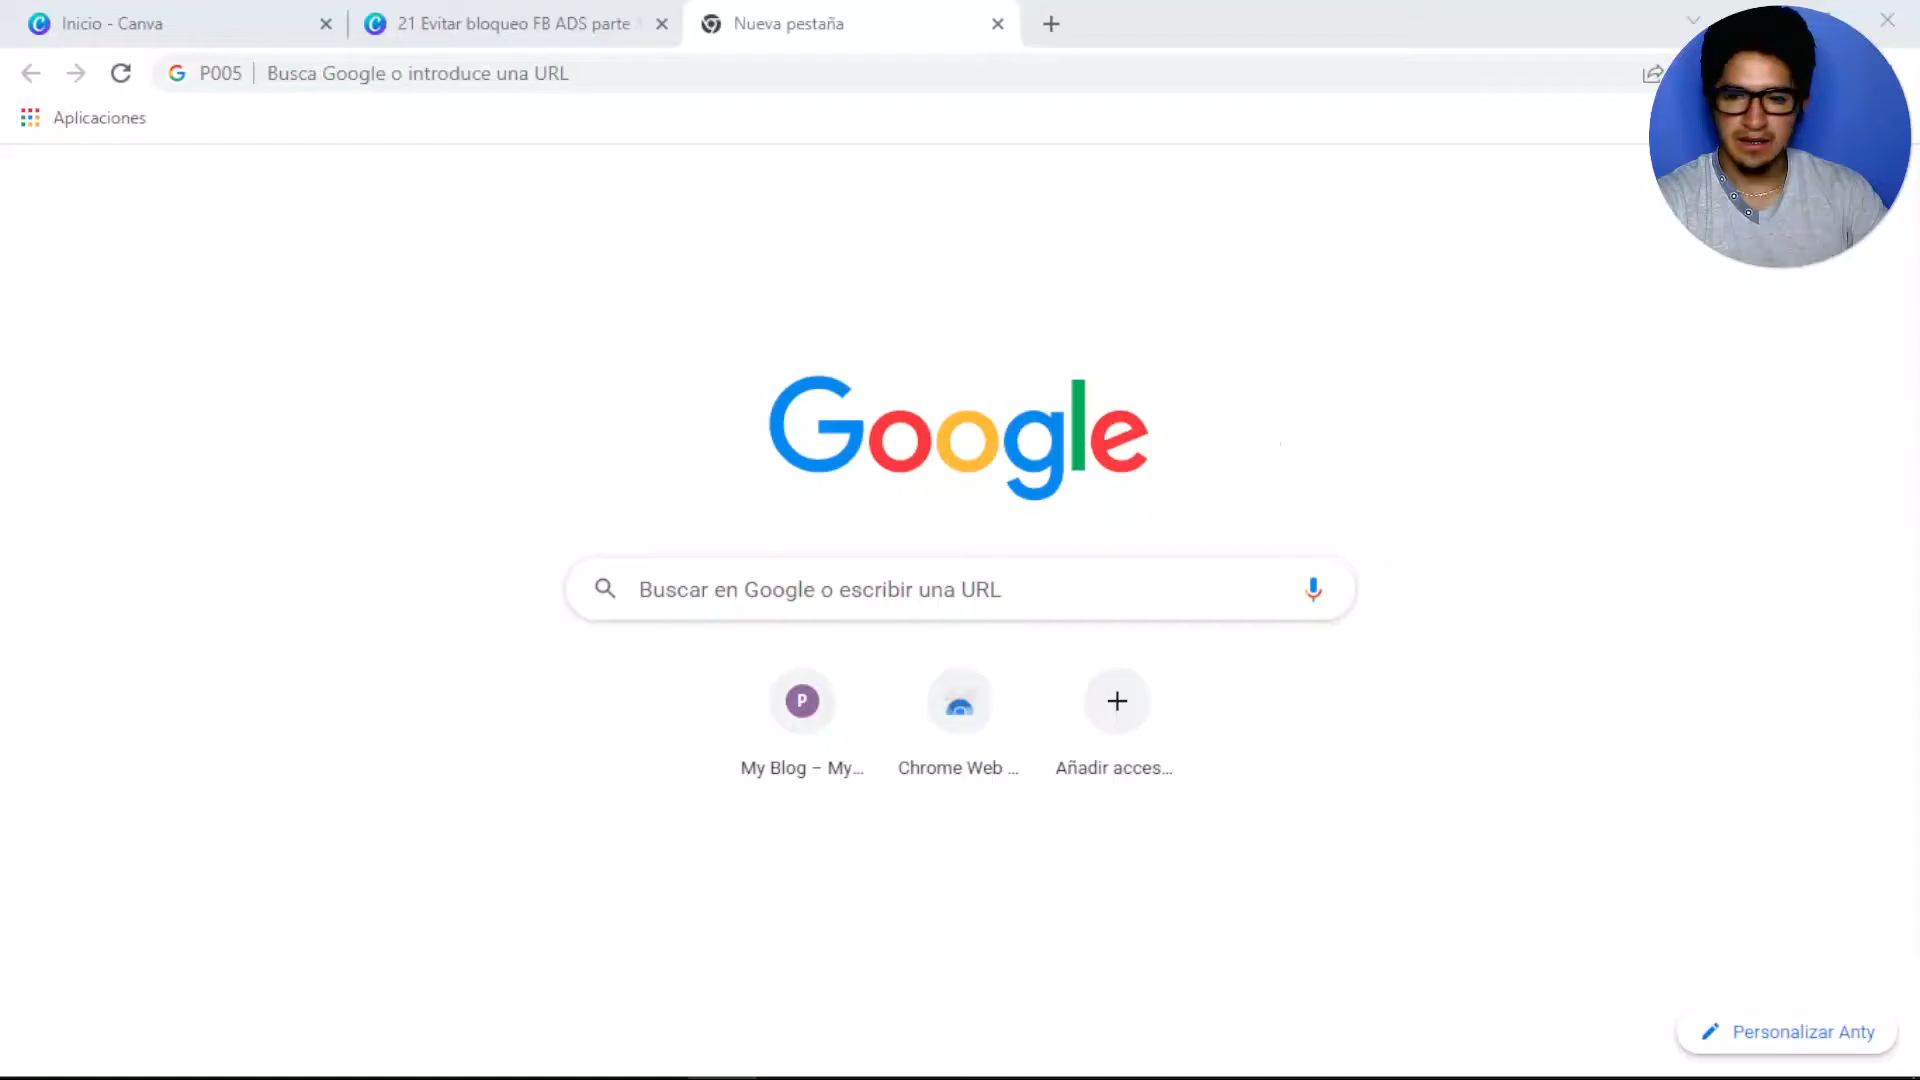 Inicio - Canva
21 Evitar bloqueo FB ADS parte
Nueva pestaña
P005 | Busca Google o introduce una URL
Aplicaciones
Google
Buscar en Google o escribir una URL
P
My Blog – My...
Chrome Web ...
Añadir acces...
Personalizar Anty